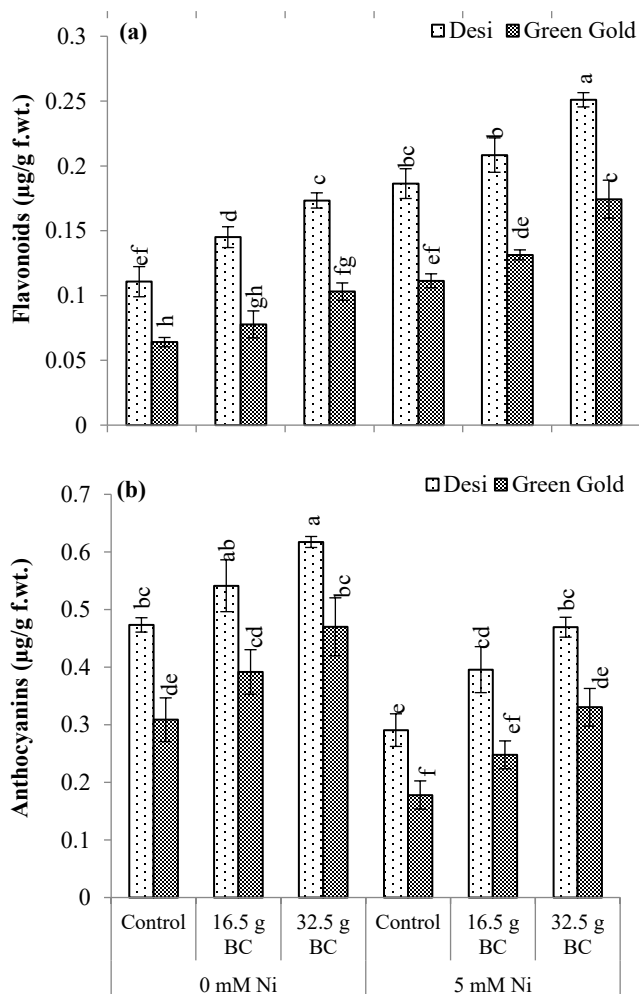 (a)
Desi Green Gold
Flavonoids (µg/g f.wt.)
0.3
0.25
0.2
0.15
0.1
0.05
0
ef
h
d
gh
c
fg
bc
ef
b
de
a
c
(b)
Desi Green Gold
Anthocyanins (µg/g f.wt.)
0.7
0.6
0.5
0.4
0.3
0.2
0.1
0
bc
de
ab
cd
a
bc
e
f
cd
ef
bc
de
Control 16.5 g 32.5 g Control 16.5 g 32.5 g
BC BC BC BC
0 mM Ni 5 mM Ni